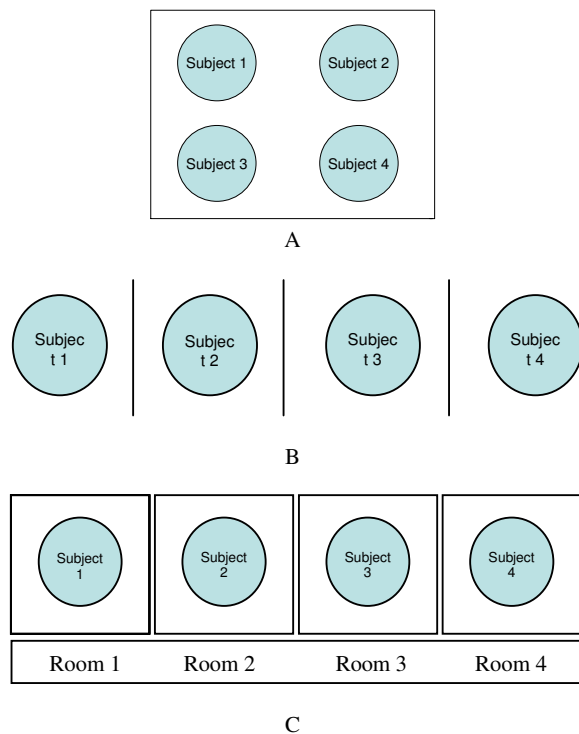 Subject 1
Subject 2
Subject 3
Subject 4
A
Subjec
t 1
Subjec
t 2
Subjec
t 3
Subjec
t 4
B
Subject
1
Subject
2
Subject
3
Subject
4
Room 1
Room 2
Room 3
Room 4
C